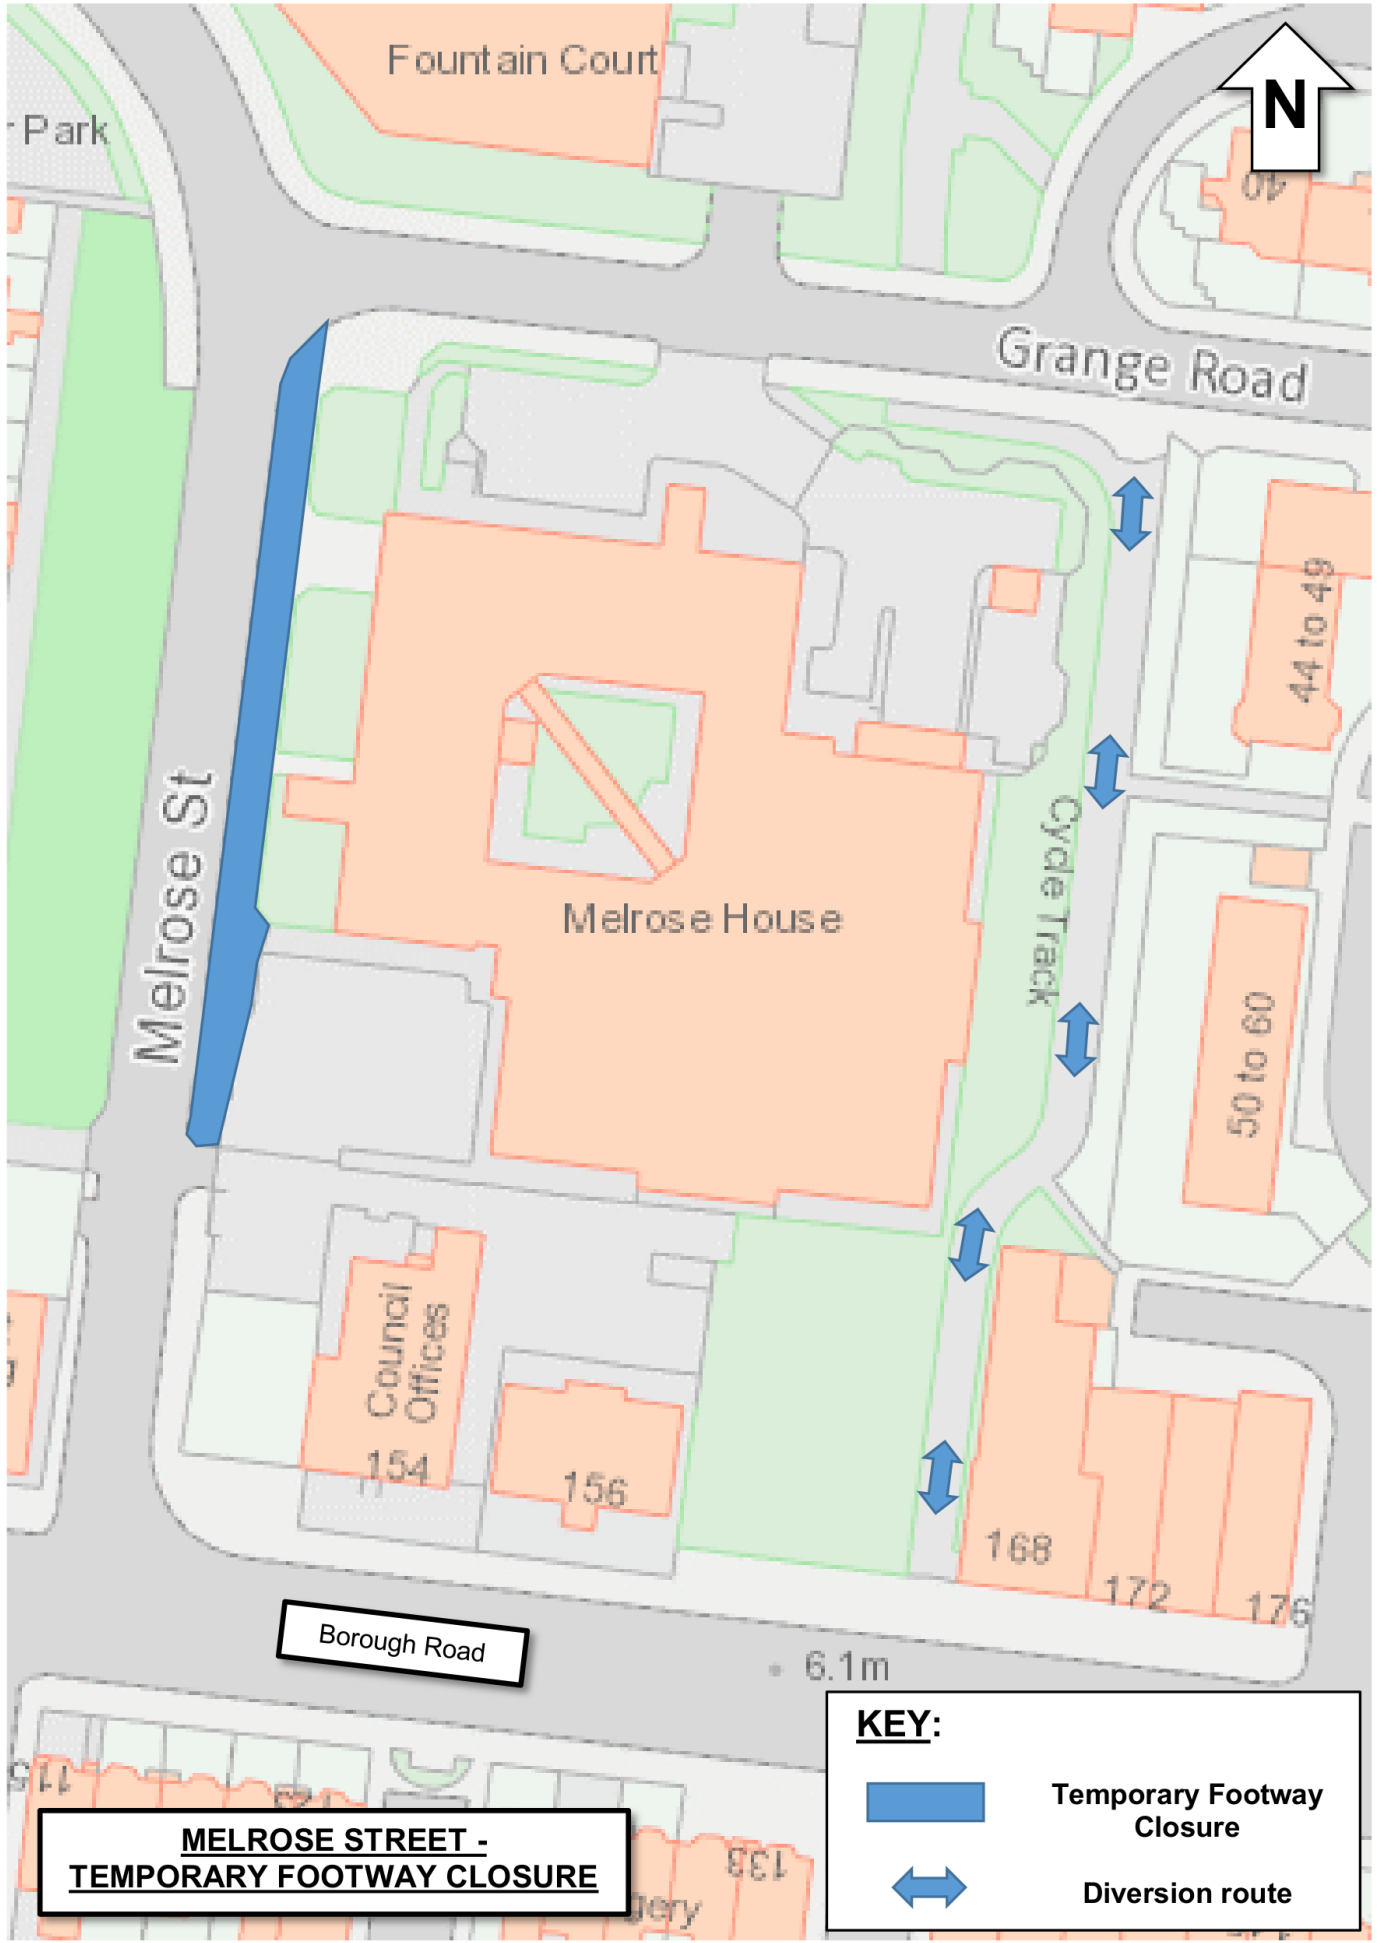 Fountain Court
N
r Park
40
Grange Road
44 to 49
Melrose St
Cycle Track
Melrose House
50 to 60
Council
Offices
154
156
168
172
176
Borough Road
6.1m
KEY:
Temporary Footway
Closure
Diversion route
MELROSE STREET -
TEMPORARY FOOTWAY CLOSURE
133
gery